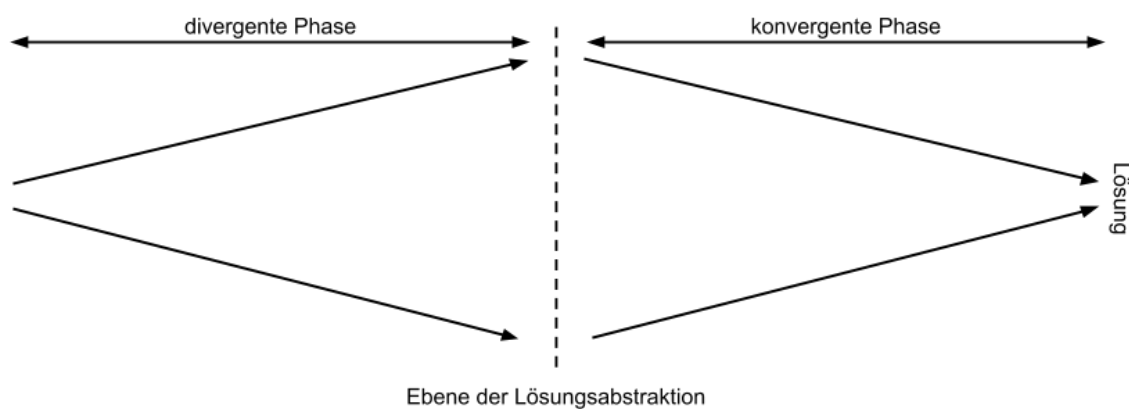 divergente Phase
konvergente Phase
Lösung
Ebene der Lösungsabstraktion